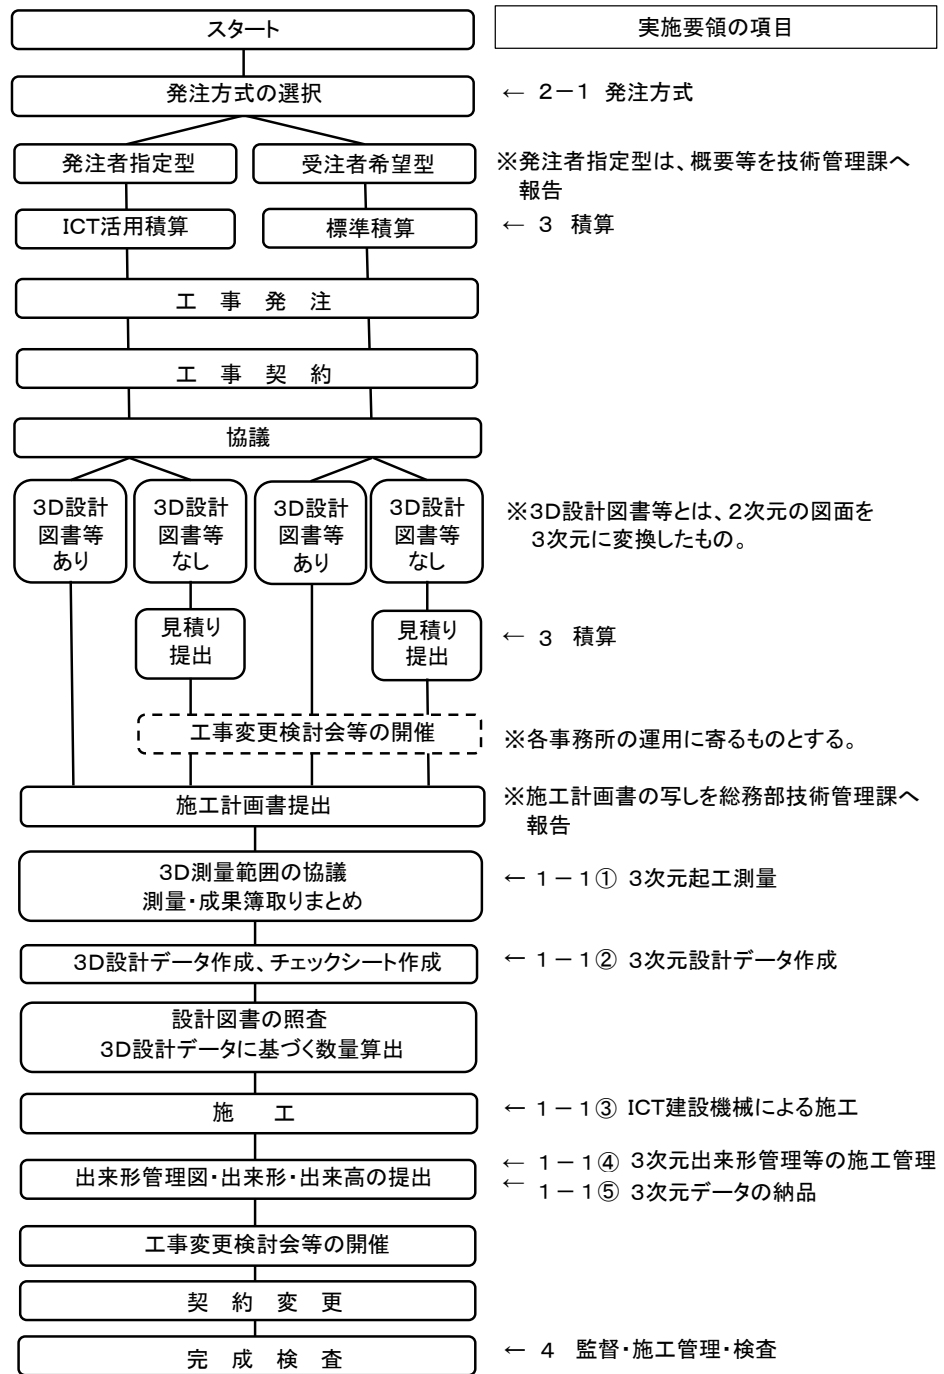 スタート
実施要領の項目
発注方式の選択
← 2－1 発注方式
発注者指定型
受注者希望型
※発注者指定型は、概要等を技術管理課へ
報告
ICT活用積算
標準積算
← 3 積算
工 事 発 注
工 事 契 約
協議
3D設計
図書等
あり
3D設計
図書等
なし
3D設計
図書等
あり
3D設計
図書等
なし
※3D設計図書等とは、2次元の図面を
3次元に変換したもの。
見積り
提出
見積り
提出
← 3 積算
工事変更検討会等の開催
※各事務所の運用に寄るものとする。
施工計画書提出
※施工計画書の写しを総務部技術管理課へ
報告
3D測量範囲の協議
測量・成果簿取りまとめ
← 1－1① 3次元起工測量
3D設計データ作成、チェックシート作成
← 1－1② 3次元設計データ作成
設計図書の照査
3D設計データに基づく数量算出
施 工
← 1－1③ ICT建設機械による施工
出来形管理図・出来形・出来高の提出
← 1－1④ 3次元出来形管理等の施工管理
← 1－1⑤ 3次元データの納品
工事変更検討会等の開催
契 約 変 更
完 成 検 査
← 4 監督・施工管理・検査